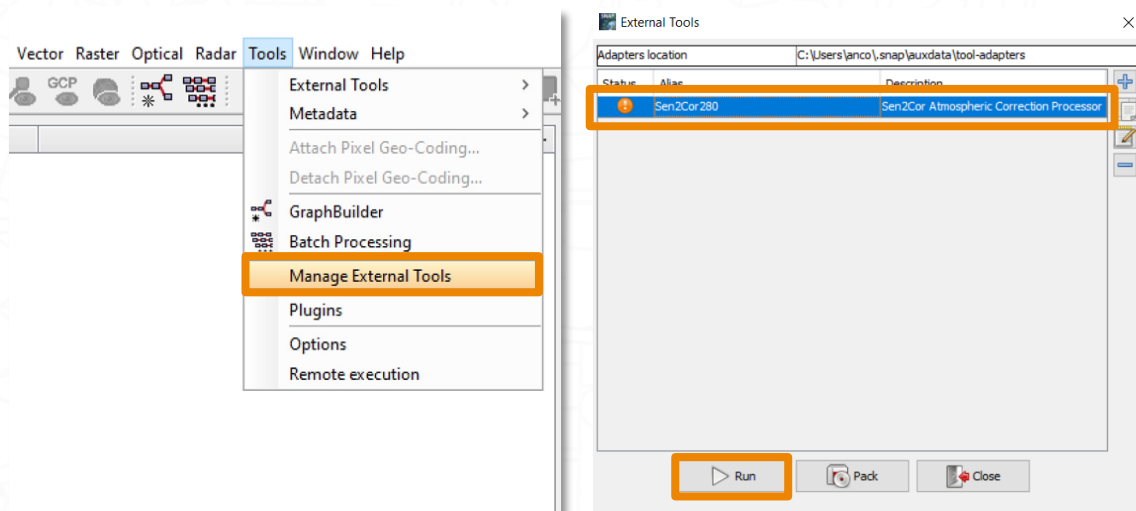 Vector Raster Optical Radar Tools Window Help
GCP
External Tools
Metadata
Attach Pixel Geo-Coding...
Detach Pixel Geo-Coding...
GraphBuilder
Batch Processing
Manage External Tools
Plugins
Options
Remote execution
External Tools
Adapters location C:\Users\anco\.snap\auxdata\tool-adapters
Status Alias Description
Sen2Cor280 Sen2Cor Atmospheric Correction Processor
Run Pack Close